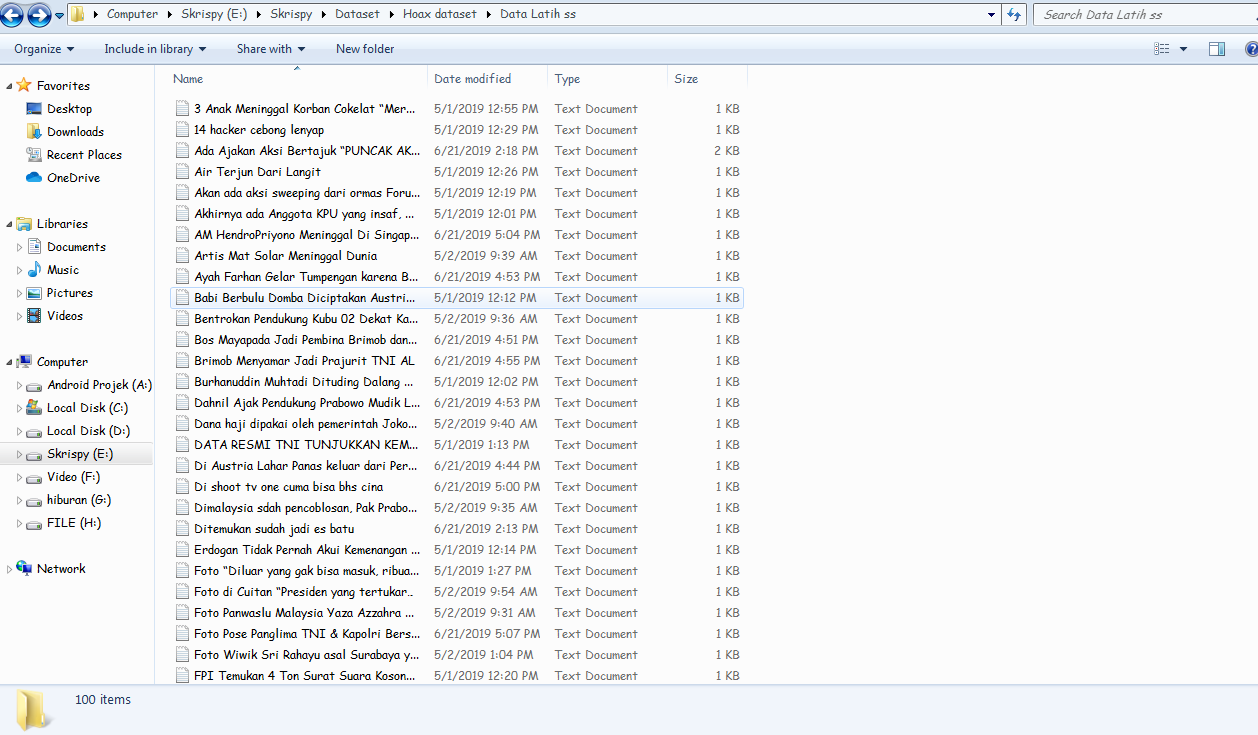 Computer Skrispy (E:) Skrispy Dataset Hoax dataset Data Latih ss
Search Data Latih ss
Organize Include in library Share with New folder
Favorites
Desktop
Downloads
Recent Places
OneDrive
Libraries
Documents
Music
Pictures
Videos
Computer
Android Projek (A:)
Local Disk (C:)
Local Disk (D:)
Skrispy (E:)
Video (F:)
hiburan (G:)
FILE (H:)
Network
Name Date modified Type Size
3 Anak Meninggal Korban Cokelat “Mer... 5/1/2019 12:55 PM Text Document 1 KB
14 hacker cebong lenyap 5/1/2019 12:29 PM Text Document 1 KB
Ada Ajakan Aksi Bertajuk “PUNCAK AK... 6/21/2019 2:18 PM Text Document 2 KB
Air Terjun Dari Langit 5/1/2019 12:26 PM Text Document 1 KB
Akan ada aksi sweeping dari ormas Foru... 5/1/2019 12:19 PM Text Document 1 KB
Akhirnya ada Anggota KPU yang insaf, ... 5/1/2019 12:01 PM Text Document 1 KB
AM HendroPriyono Meninggal Di Singap... 6/21/2019 5:04 PM Text Document 1 KB
Artis Mat Solar Meninggal Dunia 5/2/2019 9:39 AM Text Document 1 KB
Ayah Farhan Gelar Tumpengan karena B... 6/21/2019 4:53 PM Text Document 1 KB
Babi Berbulu Domba Diciptakan Austri... 5/1/2019 12:12 PM Text Document 1 KB
Bentrokan Pendukung Kubu 02 Dekat Ka... 5/2/2019 9:36 AM Text Document 1 KB
Bos Mayapada Jadi Pembina Brimob dan... 6/21/2019 4:51 PM Text Document 1 KB
Brimob Menyamar Jadi Prajurit TNI AL 6/21/2019 4:55 PM Text Document 1 KB
Burhanuddin Muhtadi Dituding Dalang ... 5/1/2019 12:02 PM Text Document 1 KB
Dahnil Ajak Pendukung Prabowo Mudik L... 6/21/2019 4:53 PM Text Document 1 KB
Dana haji dipakai oleh pemerintah Joko... 5/2/2019 9:40 AM Text Document 1 KB
DATA RESMI TNI TUNJUKKAN KEM... 5/1/2019 1:13 PM Text Document 1 KB
Di Austria Lahar Panas keluar dari Per... 6/21/2019 4:44 PM Text Document 1 KB
Di shoot tv one cuma bisa bhs cina 6/21/2019 5:00 PM Text Document 1 KB
Dimalaysia sdah pencoblosan, Pak Prabo... 5/2/2019 9:35 AM Text Document 1 KB
Ditemukan sudah jadi es batu 6/21/2019 2:13 PM Text Document 1 KB
Erdogan Tidak Pernah Akui Kemenangan ... 5/1/2019 12:14 PM Text Document 1 KB
Foto “Diluar yang gak bisa masuk, ribua... 5/1/2019 1:27 PM Text Document 1 KB
Foto di Cuitan “Presiden yang tertukar.. 5/2/2019 9:54 AM Text Document 1 KB
Foto Panwaslu Malaysia Yaza Azzahra ... 5/2/2019 9:31 AM Text Document 1 KB
Foto Pose Panglima TNI & Kapolri Bers... 6/21/2019 5:07 PM Text Document 1 KB
Foto Wiwik Sri Rahayu asal Surabaya y... 5/2/2019 1:04 PM Text Document 1 KB
FPI Temukan 4 Ton Surat Suara Koson... 5/1/2019 12:20 PM Text Document 1 KB
100 items